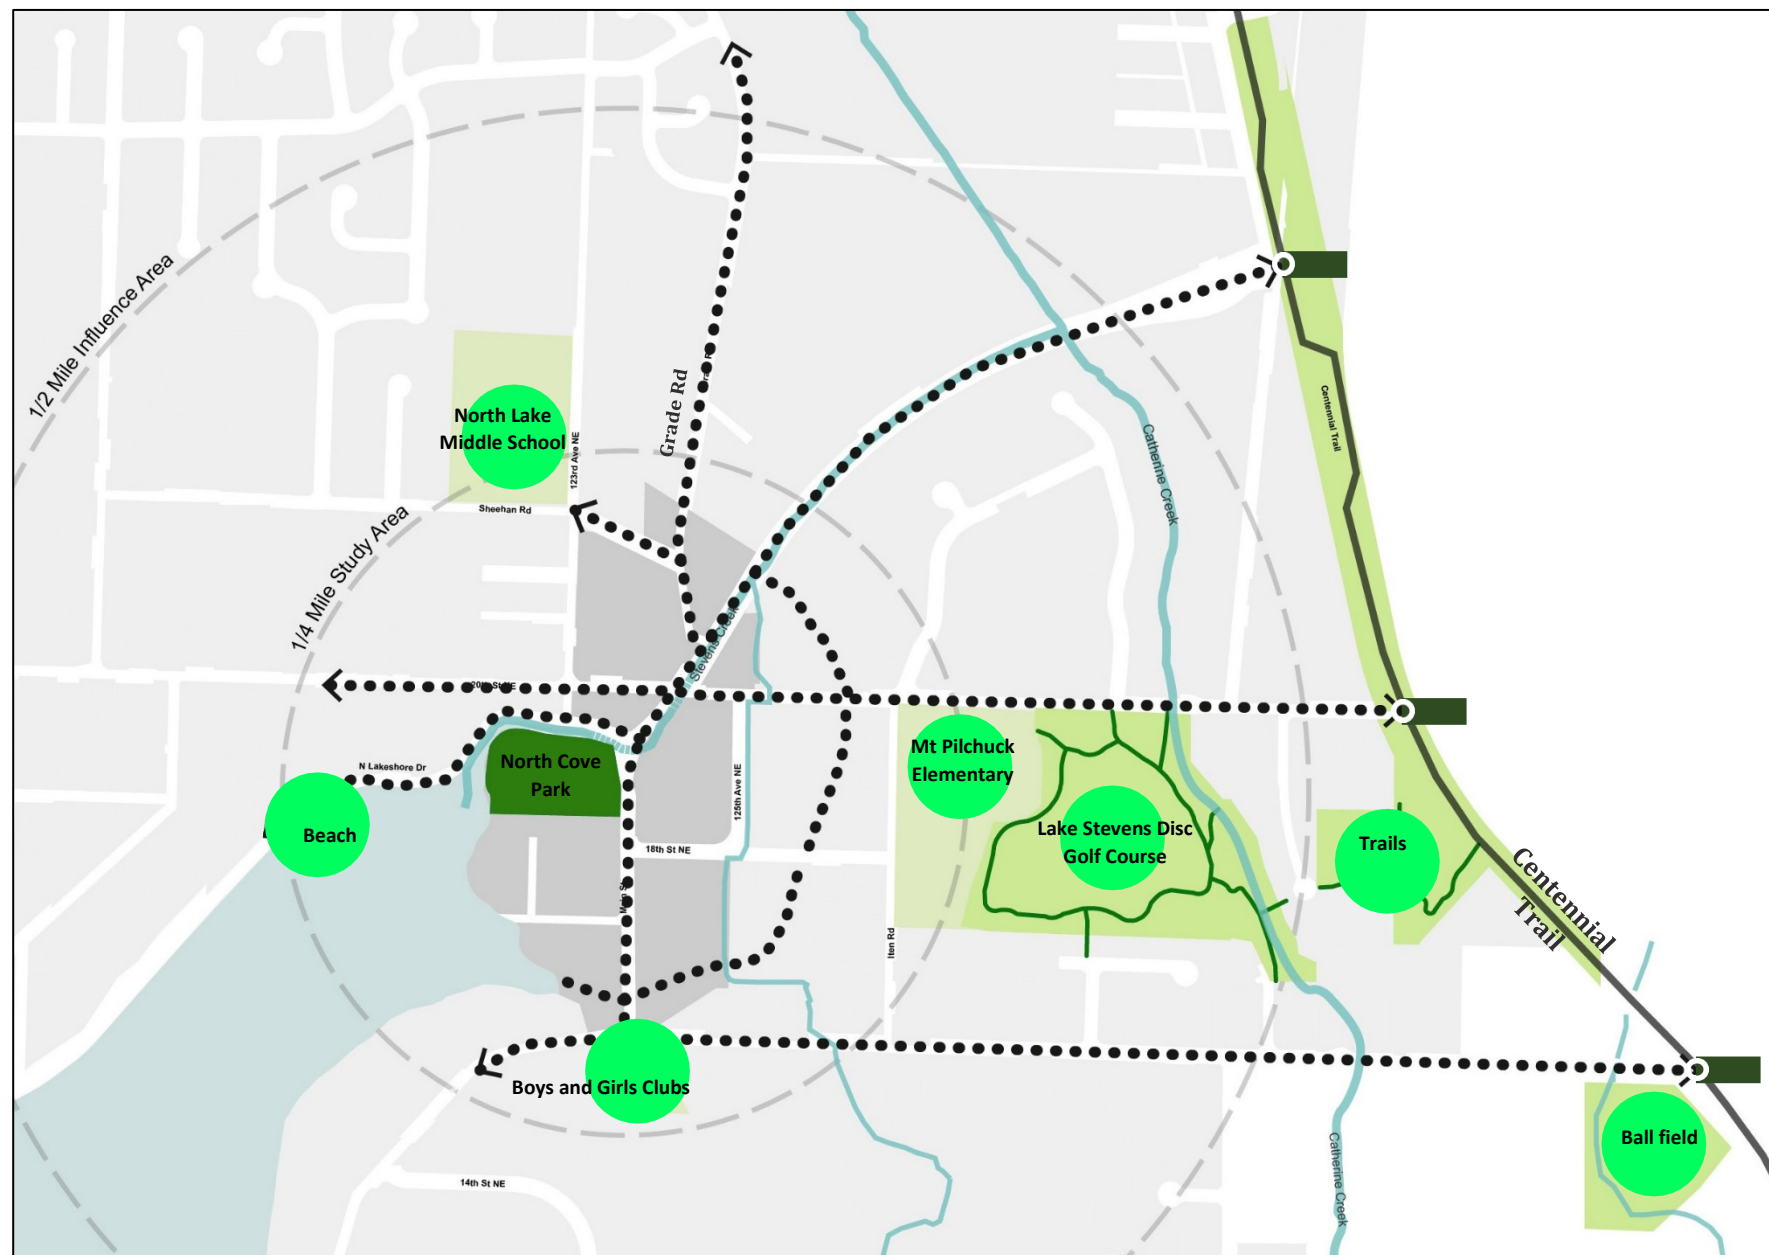 1/2 Mile Influence Area
1/4 Mile Study Area
North Lake
Middle School
123rd Ave NE
Sheehan Rd
Grade Rd
Centennial Trail
Catherine Creek
Stevens Creek
20th St NE
N Lakeshore Dr
North Cove
Park
Beach
125th Ave NE
18th St NE
Main St
Iten Rd
Mt Pilchuck
Elementary
Lake Stevens Disc
Golf Course
Trails
Centennial
Trail
Boys and Girls Clubs
Ball field
14th St NE
Catherine Creek